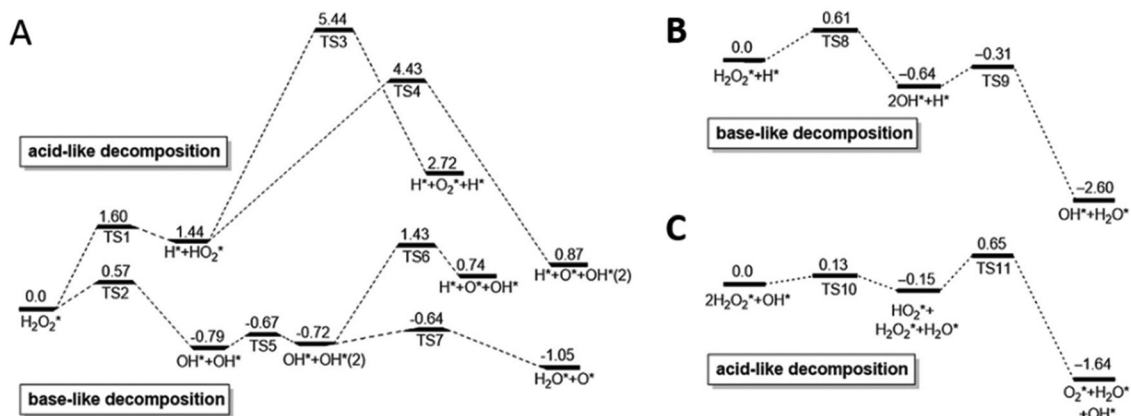 A
5.44
TS3
4.43
TS4
acid-like decomposition
2.72
H*+O₂*+H*
1.60
TS1
1.44
H*+HO₂*
0.57
TS2
0.0
H₂O₂*
1.43
TS6
0.74
H*+O*+OH*
0.87
H*+O*+OH*(2)
-0.79
OH*+OH*
-0.67
TS5
-0.72
OH*+OH*(2)
-0.64
TS7
-1.05
H₂O*+O*
base-like decomposition
B
0.0
H₂O₂*+H*
0.61
TS8
−0.64
2OH*+H*
−0.31
TS9
base-like decomposition
−2.60
OH*+H₂O*
C
0.0
2H₂O₂*+OH*
0.13
TS10
−0.15
HO₂*+
H₂O₂*+H₂O*
0.65
TS11
acid-like decomposition
−1.64
O₂*+H₂O*
+OH*